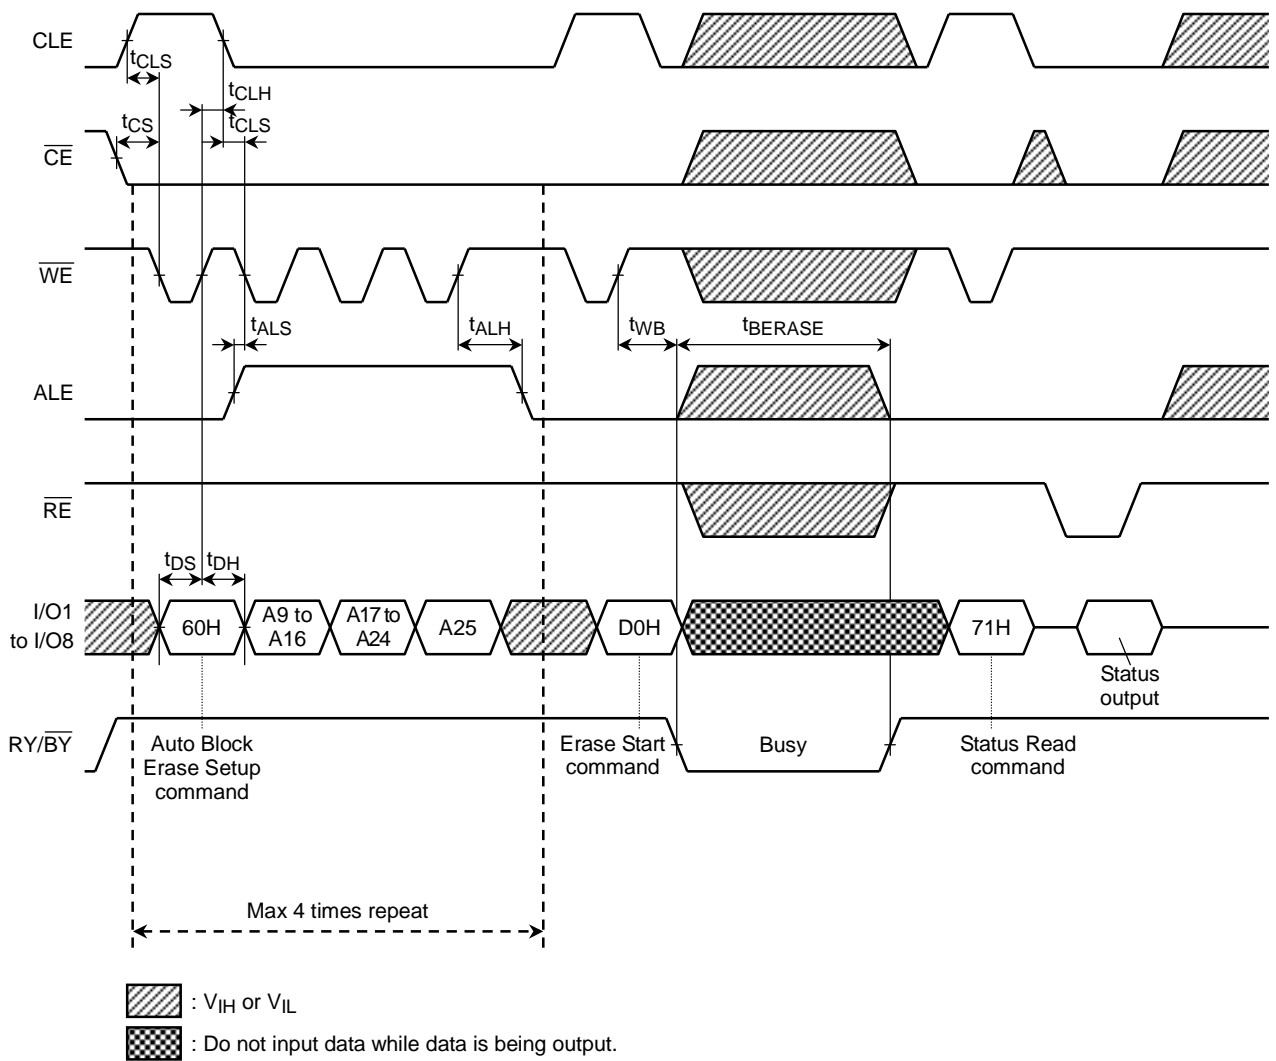 CLE
tCLS
tCLH
tCS
tCLS
CE
WE
tALS
tALH
tWB
tBERASE
ALE
RE
tDS
tDH
I/O1
to I/O8
60H
A9 to
A16
A17 to
A24
A25
D0H
71H
Status
output
RY/BY
Auto Block
Erase Setup
command
Erase Start
command
Busy
Status Read
command
Max 4 times repeat
: VIH or VIL
: Do not input data while data is being output.